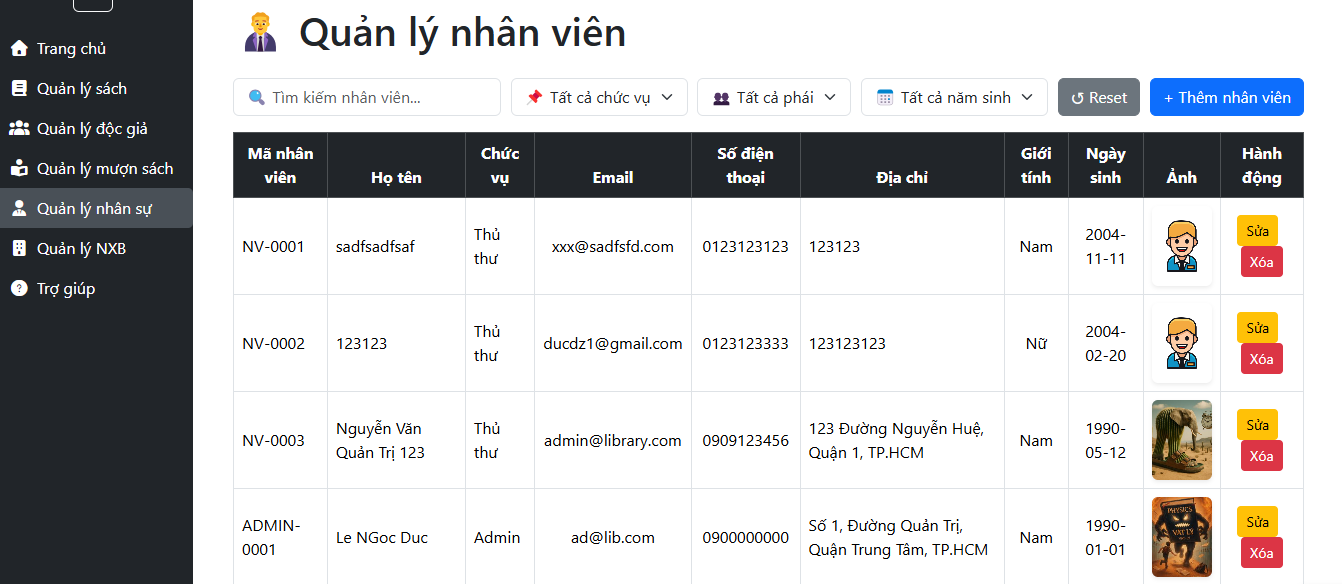 Quản lý nhân viên
Trang chủ
Quản lý sách
Quản lý độc giả
Quản lý mượn sách
Quản lý nhân sự
Quản lý NXB
Trợ giúp
Tìm kiếm nhân viên...
Tất cả chức vụ
Tất cả phái
Tất cả năm sinh
↺ Reset
+ Thêm nhân viên
Mã nhân
viên
Họ tên
Chức
vụ
Email
Số điện
thoại
Địa chỉ
Giới
tính
Ngày
sinh
Ảnh
Hành
động
NV-0001
sadfsadfsaf
Thủ
thư
xxx@sadfsfd.com
0123123123
123123
Nam
2004-
11-11
Sửa
Xóa
NV-0002
123123
Thủ
thư
ducdz1@gmail.com
0123123333
123123123
Nữ
2004-
02-20
Sửa
Xóa
NV-0003
Nguyễn Văn
Quản Trị 123
Thủ
thư
admin@library.com
0909123456
123 Đường Nguyễn Huệ,
Quận 1, TP.HCM
Nam
1990-
05-12
Sửa
Xóa
ADMIN-
0001
Le NGoc Duc
Admin
ad@lib.com
0900000000
Số 1, Đường Quản Trị,
Quận Trung Tâm, TP.HCM
Nam
1990-
01-01
PHYSICS
VẬT LÝ
Sửa
Xóa